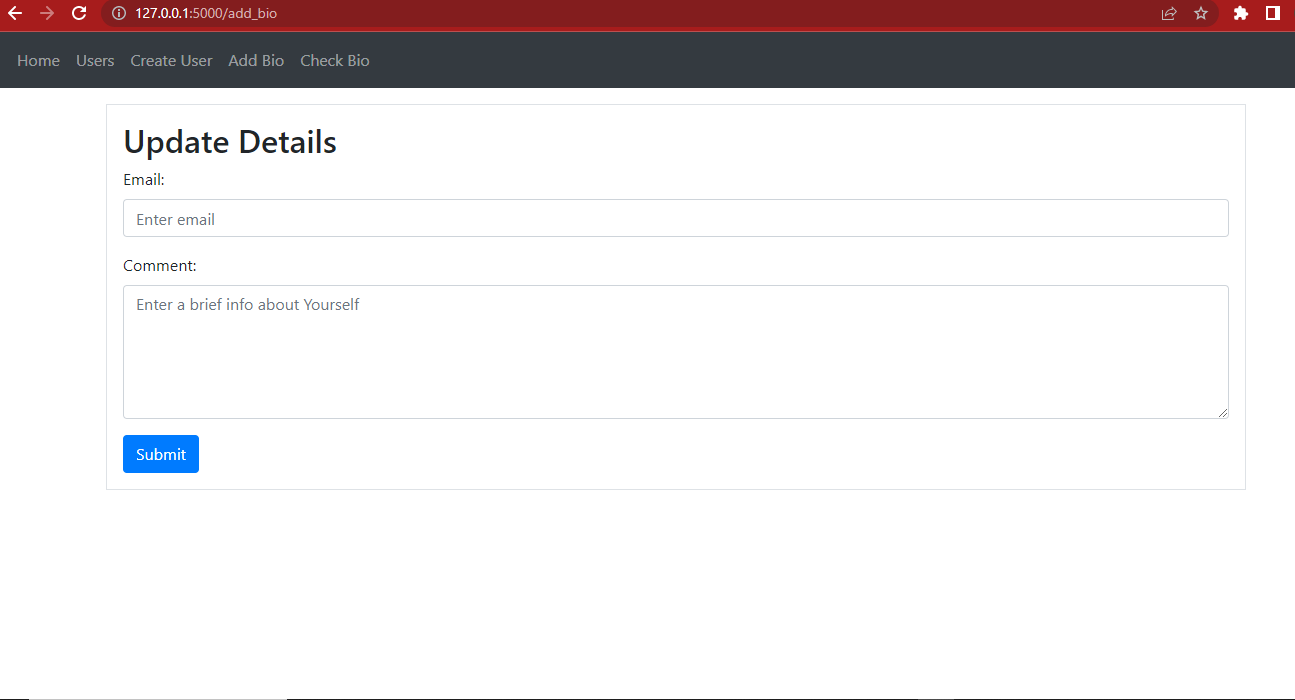 127.0.0.1:5000/add_bio
Home Users Create User Add Bio Check Bio
Update Details
Email:
Enter email
Comment:
Enter a brief info about Yourself
Submit